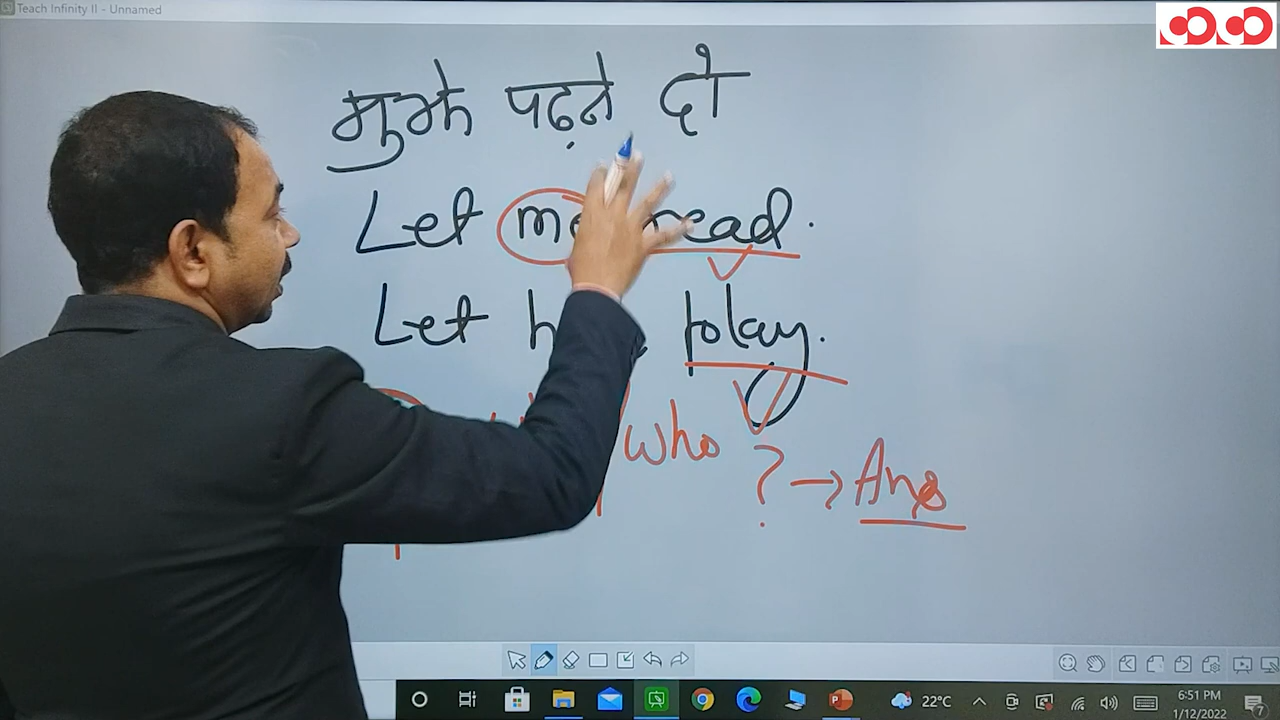 Teach Infinity II - Unnamed
मुझे पढ़ने दो
Let me read.
Let play.
who ? → Ans
22°C
6:51 PM
1/12/2022
7